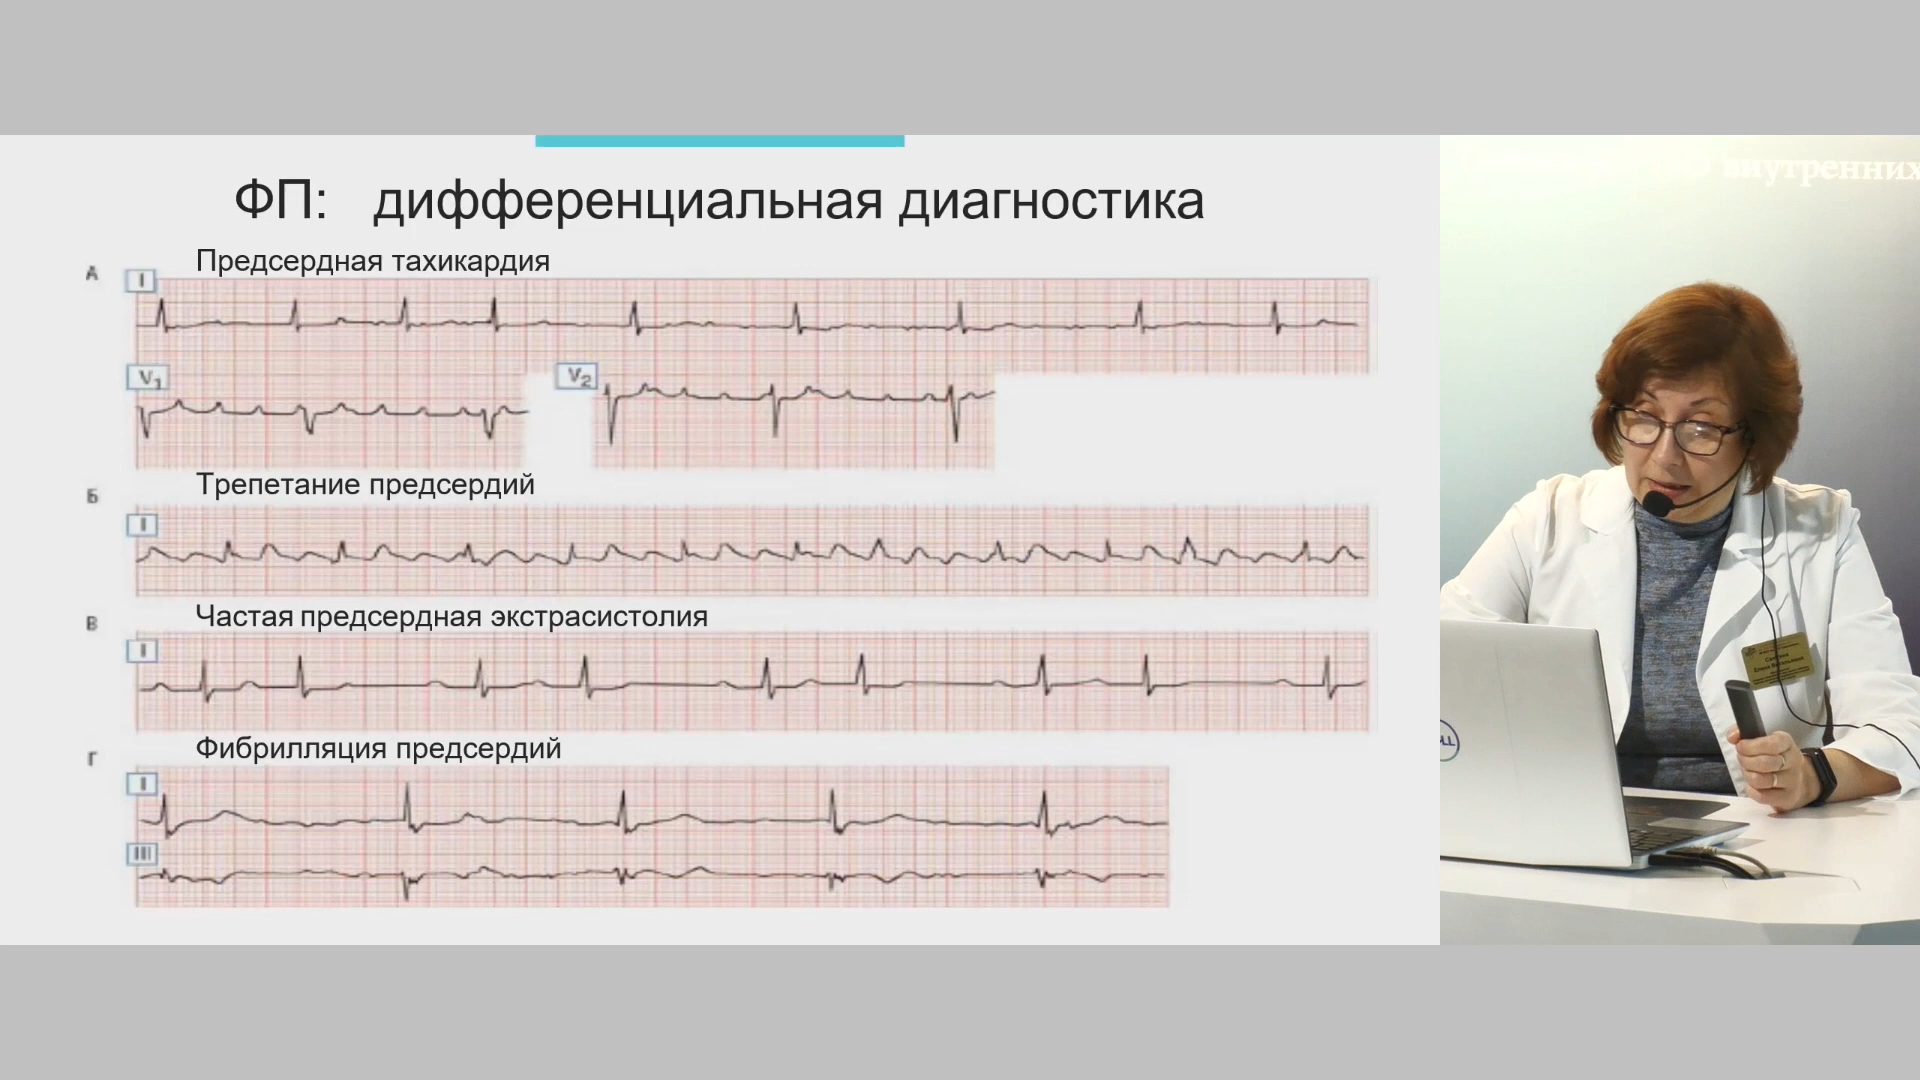 ФП: дифференциальная диагностика
А
Предсердная тахикардия
I
V1
V2
Б
Трепетание предсердий
I
В
Частая предсердная экстрасистолия
I
Г
Фибрилляция предсердий
I
III
внутренних